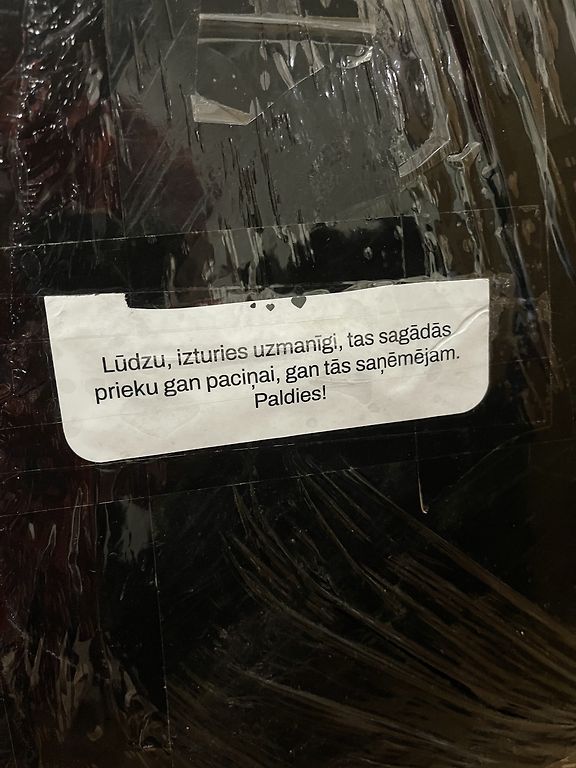 Lūdzu, izturies uzmanīgi, tas sagādās
prieku gan paciņai, gan tās saņēmējam.
Paldies!